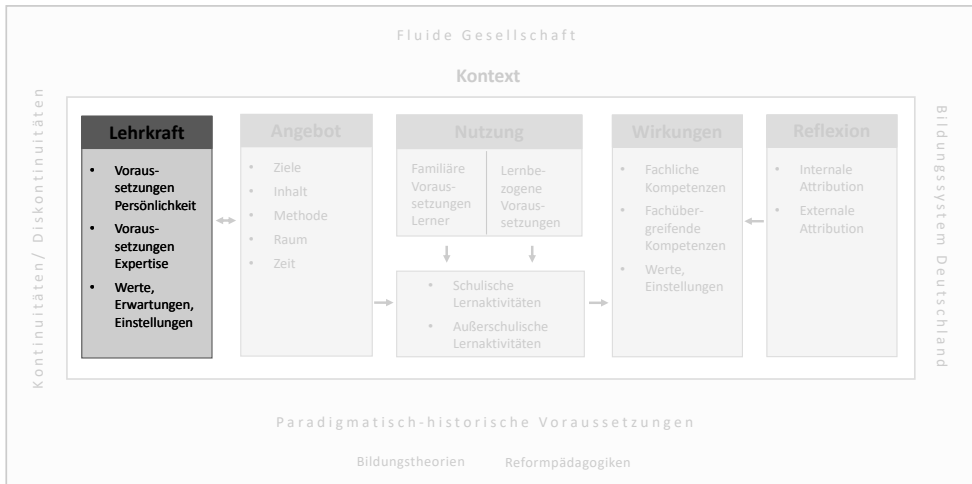 Fluide Gesellschaft
Kontext
Kontinuitäten/ Diskontinuitäten
Lehrkraft
• Voraus-
setzungen
Persönlichkeit
• Voraus-
setzungen
Expertise
• Werte,
Erwartungen,
Einstellungen
Angebot
• Ziele
• Inhalt
• Methode
• Raum
• Zeit
Nutzung
Familiäre
Voraus-
setzungen
Lerner
Lernbe-
zogene
Voraus-
setzungen
• Schulische
Lernaktivitäten
• Außerschulische
Lernaktivitäten
Wirkungen
• Fachliche
Kompetenzen
• Fachüber-
greifende
Kompetenzen
• Werte,
Einstellungen
Reflexion
• Internale
Attribution
• Externale
Attribution
Bildungssystem Deutschland
Paradigmatisch-historische Voraussetzungen
Bildungstheorien Reformpädagogiken